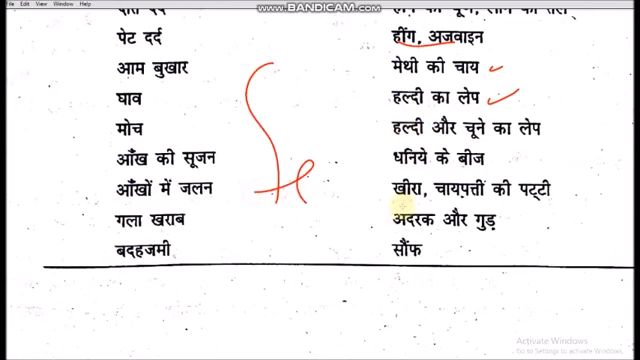 www.BANDICAM.com
File Edit View Help
पेट दर्द हींग, अजवाइन
आम बुखार मेथी की चाय
घाव हल्दी का लेप
मोच हल्दी और चूने का लेप
आँख की सूजन धनिये के बीज
आँखों में जलन खीरा, चायपत्ती की पट्टी
गला खराब अदरक और गुड़
बदहजमी सौंफ
Activate Windows
Go to Settings to activate Windows.